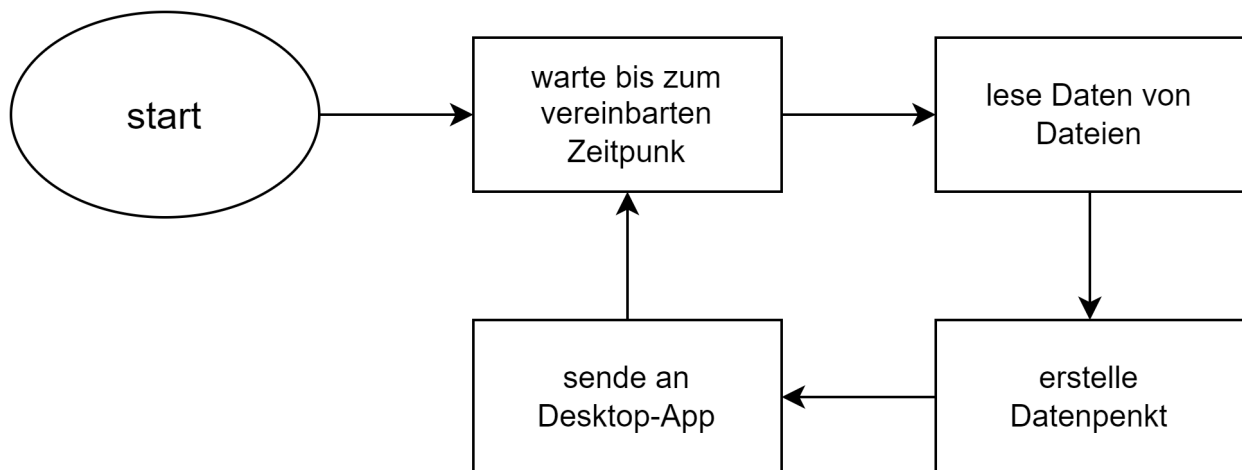 start
warte bis zum
vereinbarten
Zeitpunk
lese Daten von
Dateien
sende an
Desktop-App
erstelle
Datenpenkt